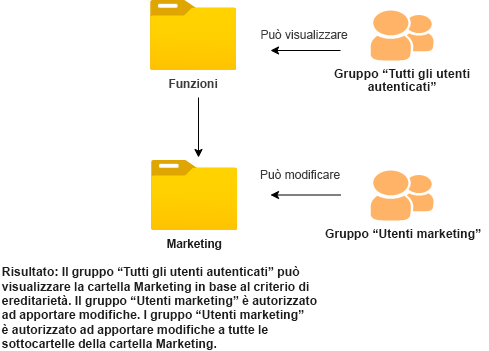 Può visualizzare
Funzioni
Gruppo “Tutti gli utenti
autenticati”
Può modificare
Marketing
Gruppo “Utenti marketing”
Risultato: Il gruppo “Tutti gli utenti autenticati” può
visualizzare la cartella Marketing in base al criterio di
ereditarietà. Il gruppo “Utenti marketing” è autorizzato
ad apportare modifiche. I gruppo “Utenti marketing”
è autorizzato ad apportare modifiche a tutte le
sottocartelle della cartella Marketing.